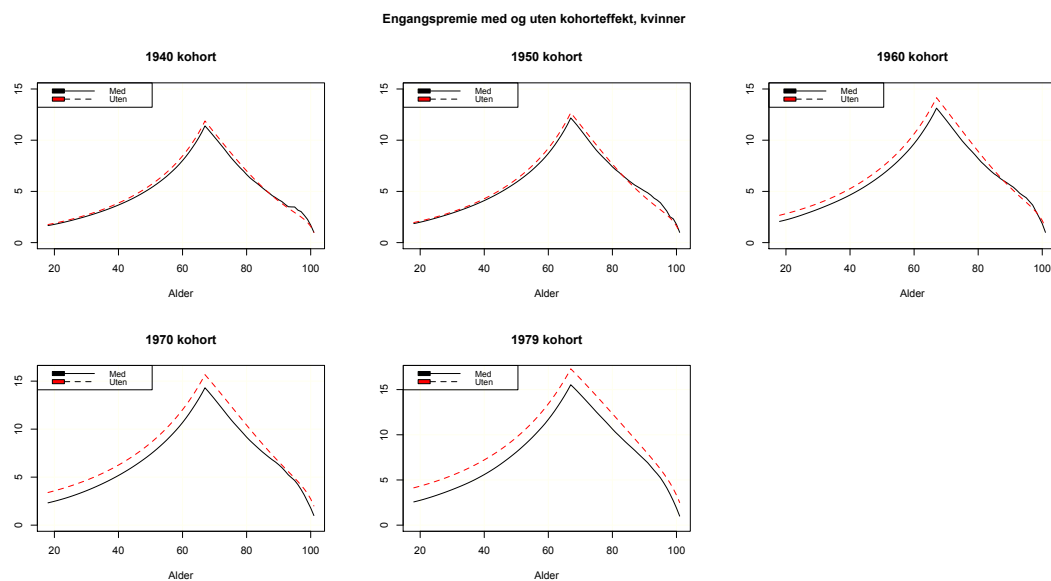 Engangspremie med og uten kohorteffekt, kvinner
1940 kohort
Med
Uten
15
10
5
0
20 40 60 80 100
Alder
1950 kohort
Med
Uten
15
10
5
0
20 40 60 80 100
Alder
1960 kohort
Med
Uten
15
10
5
0
20 40 60 80 100
Alder
1970 kohort
Med
Uten
15
10
5
0
20 40 60 80 100
Alder
1979 kohort
Med
Uten
15
10
5
0
20 40 60 80 100
Alder